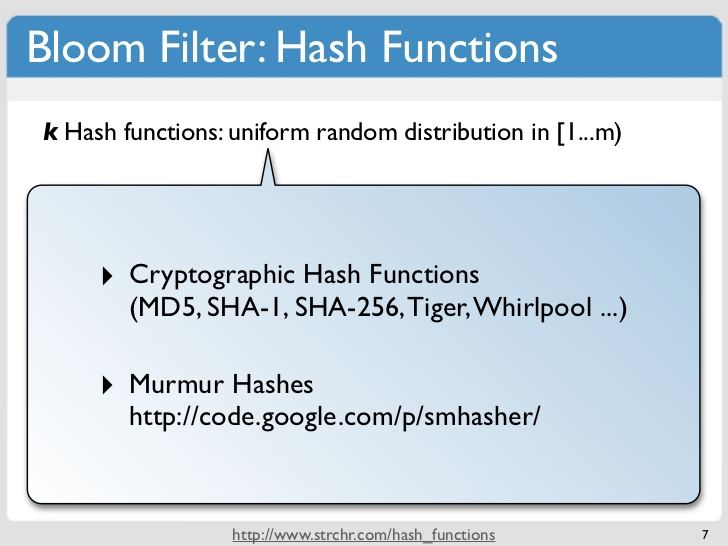 Bloom Filter: Hash Functions
k Hash functions: uniform random distribution in [1...m)
‣ Cryptographic Hash Functions
(MD5, SHA-1, SHA-256, Tiger, Whirlpool ...)
‣ Murmur Hashes
http://code.google.com/p/smhasher/
http://www.strchr.com/hash_functions
7